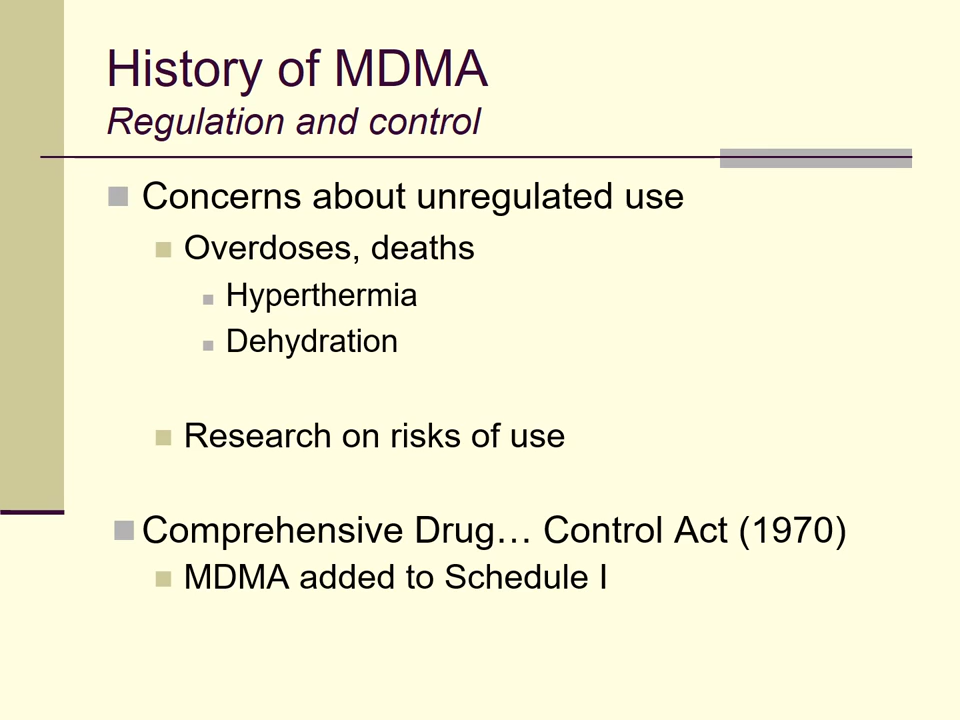 History of MDMA
Regulation and control
Concerns about unregulated use
Overdoses, deaths
Hyperthermia
Dehydration
Research on risks of use
Comprehensive Drug… Control Act (1970)
MDMA added to Schedule I